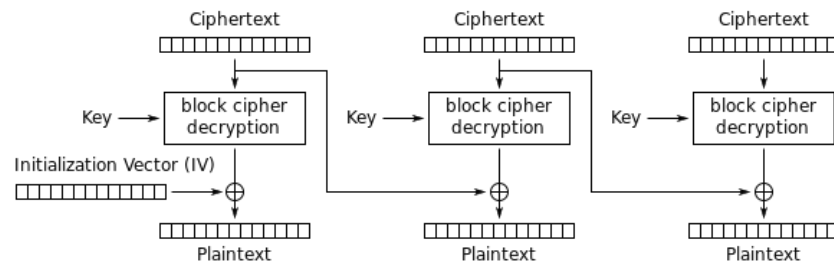 Ciphertext
Ciphertext
Ciphertext
Key
block cipher
decryption
Key
block cipher
decryption
Key
block cipher
decryption
Initialization Vector (IV)
Plaintext
Plaintext
Plaintext